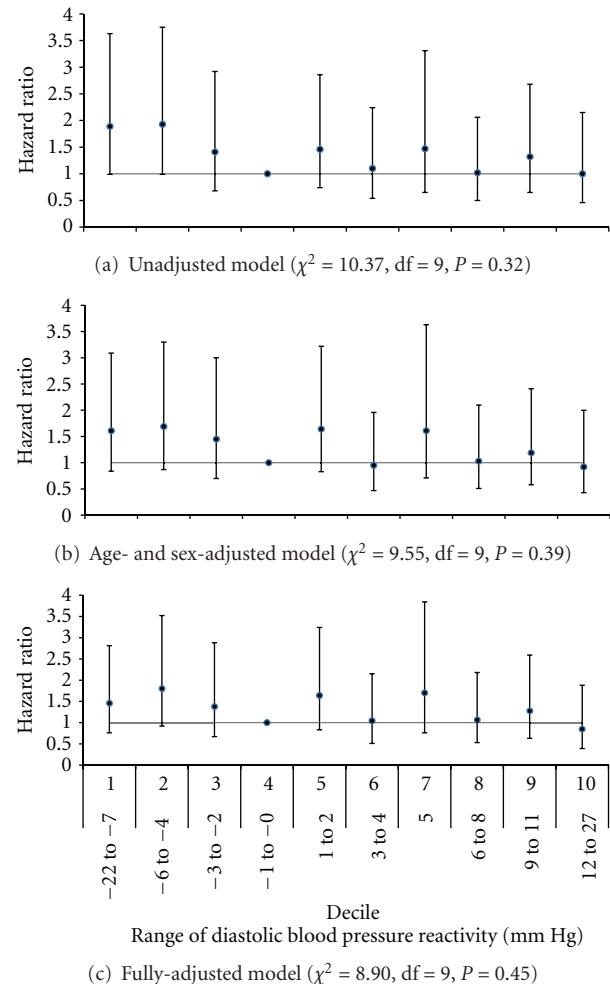 4
3.5
3
2.5
2
1.5
1
0.5
0
Hazard ratio
(a) Unadjusted model (χ² = 10.37, df = 9, P = 0.32)
4
3.5
3
2.5
2
1.5
1
0.5
0
Hazard ratio
(b) Age- and sex-adjusted model (χ² = 9.55, df = 9, P = 0.39)
4
3.5
3
2.5
2
1.5
1
0.5
0
Hazard ratio
1 2 3 4 5 6 7 8 9 10
−22 to −7
−6 to −4
−3 to −2
−1 to −0
1 to 2
3 to 4
5
6 to 8
9 to 11
12 to 27
Decile
Range of diastolic blood pressure reactivity (mm Hg)
(c) Fully-adjusted model (χ² = 8.90, df = 9, P = 0.45)